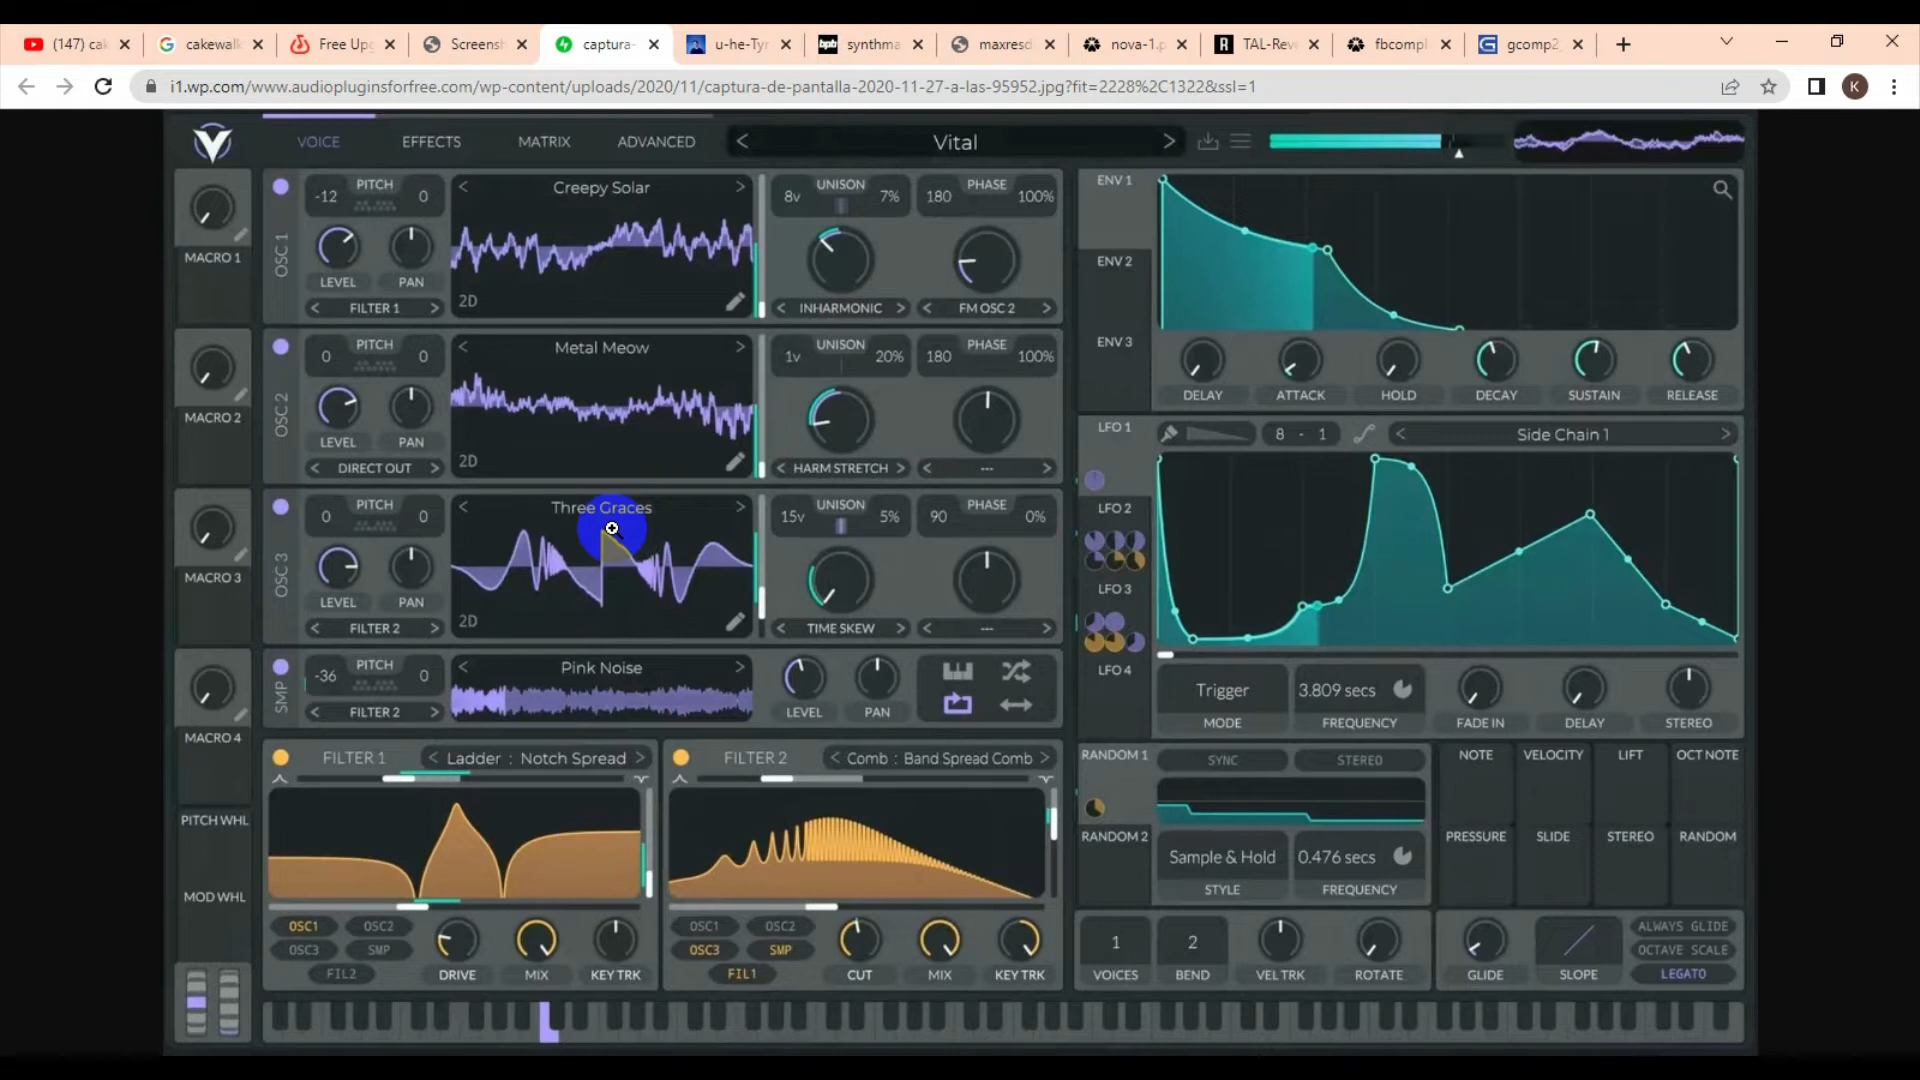 (147) cak
cakewalk
Free Upg
Screensh
captura-
u-he-Tyr
synthma
maxresd
nova-1.p
TAL-Rev
fbcompl
gcomp2
i1.wp.com/www.audiopluginsforfree.com/wp-content/uploads/2020/11/captura-de-pantalla-2020-11-27-a-las-95952.jpg?fit=2228%2C1322&ssl=1
K
VOICE EFFECTS MATRIX ADVANCED
Vital
MACRO 1
MACRO 2
MACRO 3
MACRO 4
PITCH WHL
MOD WHL
OSC 1
PITCH
-12 0
LEVEL PAN
FILTER 1
Creepy Solar
2D
UNISON
8v 7%
PHASE
180 100%
INHARMONIC
FM OSC 2
OSC 2
PITCH
0 0
LEVEL PAN
DIRECT OUT
Metal Meow
2D
UNISON
1v 20%
PHASE
180 100%
HARM STRETCH
---
OSC 3
PITCH
0 0
LEVEL PAN
FILTER 2
Three Graces
2D
UNISON
15v 5%
PHASE
90 0%
TIME SKEW
---
SMP
PITCH
-36 0
FILTER 2
Pink Noise
LEVEL PAN
FILTER 1
Ladder : Notch Spread
OSC1 OSC2
OSC3 SMP
FIL2
DRIVE MIX KEY TRK
FILTER 2
Comb : Band Spread Comb
OSC1 OSC2
OSC3 SMP
FIL1
CUT MIX KEY TRK
ENV 1
ENV 2
ENV 3
DELAY ATTACK HOLD DECAY SUSTAIN RELEASE
LFO 1
LFO 2
LFO 3
LFO 4
8 - 1
Side Chain 1
Trigger
MODE
3.809 secs
FREQUENCY
FADE IN DELAY STEREO
RANDOM 1
RANDOM 2
SYNC STEREO
Sample & Hold
STYLE
0.476 secs
FREQUENCY
NOTE VELOCITY LIFT OCT NOTE
PRESSURE SLIDE STEREO RANDOM
1
VOICES
2
BEND
VEL TRK
ROTATE
GLIDE
SLOPE
ALWAYS GLIDE
OCTAVE SCALE
LEGATO